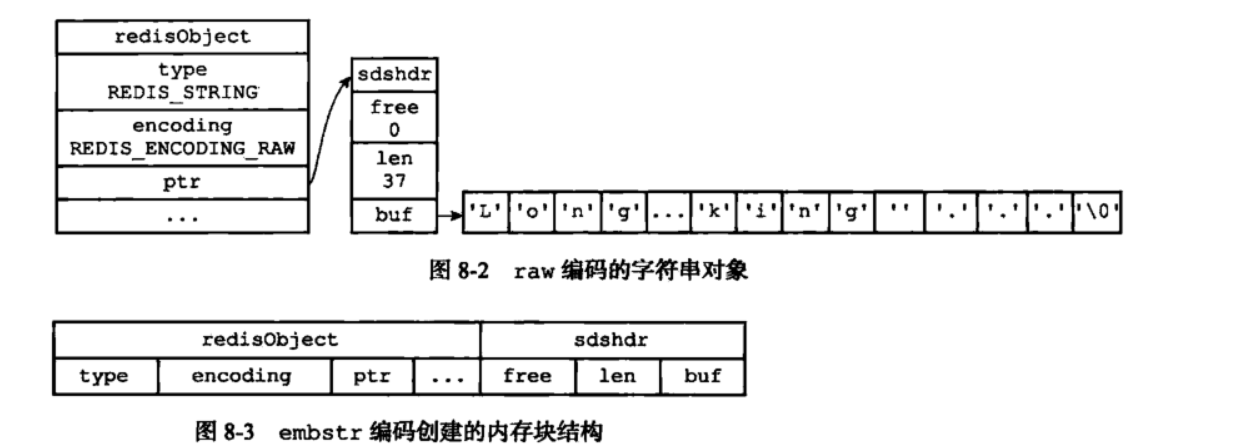 redisObject
type
REDIS_STRING
encoding
REDIS_ENCODING_RAW
ptr
...
sdshdr
free
0
len
37
buf
'L' 'o' 'n' 'g' ... 'k' 'i' 'n' 'g' '' '.' '.' '.' '\0'
图 8-2 raw 编码的字符串对象
redisObject sdshdr
type encoding ptr ... free len buf
图 8-3 embstr 编码创建的内存块结构